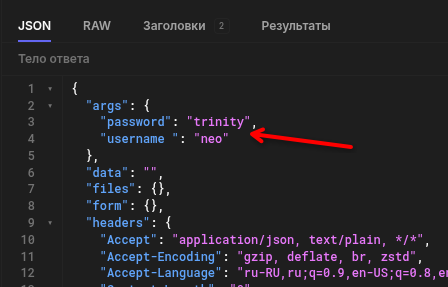 JSON RAW Заголовки 2 Результаты
Тело ответа
1 {
2 "args": {
3 "password": "trinity",
4 "username ": "neo"
5 },
6 "data": "",
7 "files": {},
8 "form": {},
9 "headers": {
10 "Accept": "application/json, text/plain, */*",
11 "Accept-Encoding": "gzip, deflate, br, zstd",
12 "Accept-Language": "ru-RU,ru;q=0.9,en-US;q=0.8,en